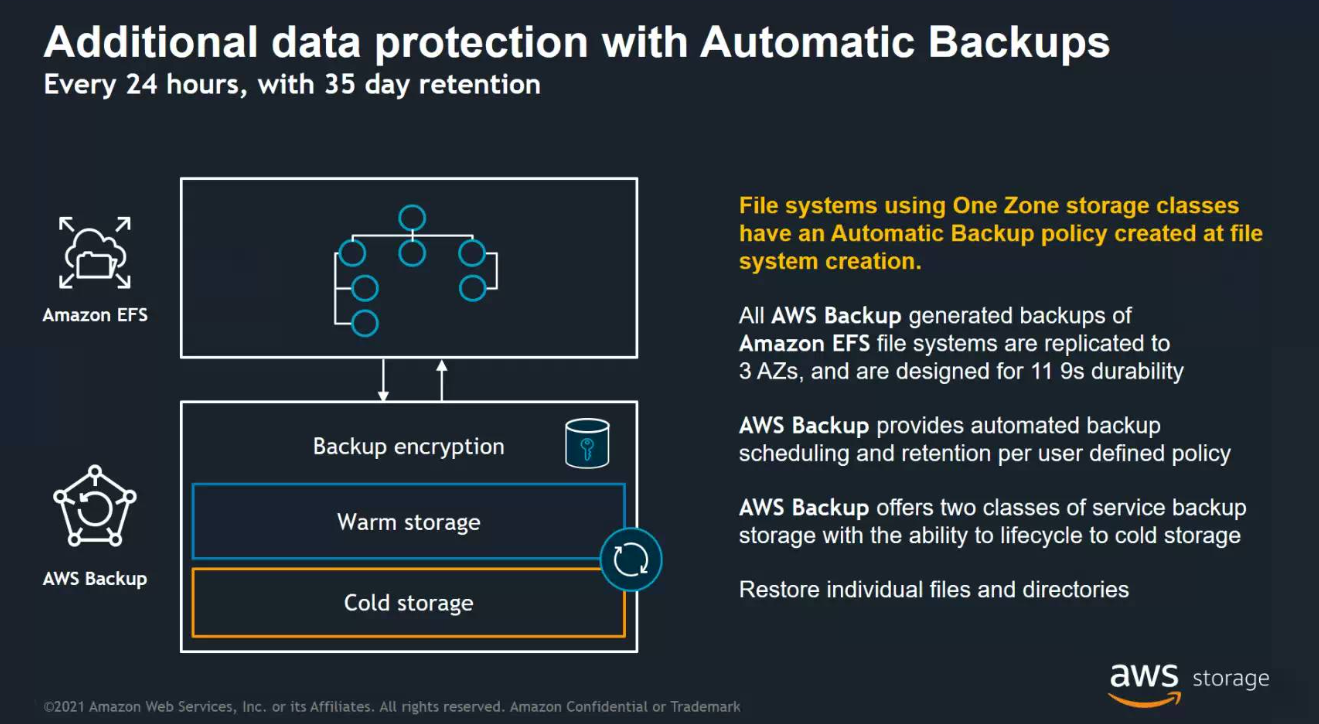 Additional data protection with Automatic Backups
Every 24 hours, with 35 day retention
Amazon EFS
AWS Backup
Backup encryption
Warm storage
Cold storage
File systems using One Zone storage classes
have an Automatic Backup policy created at file
system creation.
All AWS Backup generated backups of
Amazon EFS file systems are replicated to
3 AZs, and are designed for 11 9s durability
AWS Backup provides automated backup
scheduling and retention per user defined policy
AWS Backup offers two classes of service backup
storage with the ability to lifecycle to cold storage
Restore individual files and directories
aws storage
©2021 Amazon Web Services, Inc. or its Affiliates. All rights reserved. Amazon Confidential or Trademark